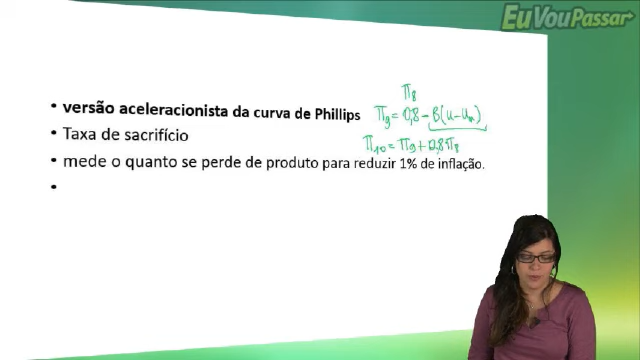 EuVouPassar
π8
• versão aceleracionista da curva de Phillips
π9 = 0,8 - β(u - un)
• Taxa de sacrifício
π10 = π9 + 0,8π8
• mede o quanto se perde de produto para reduzir 1% de inflação.
•